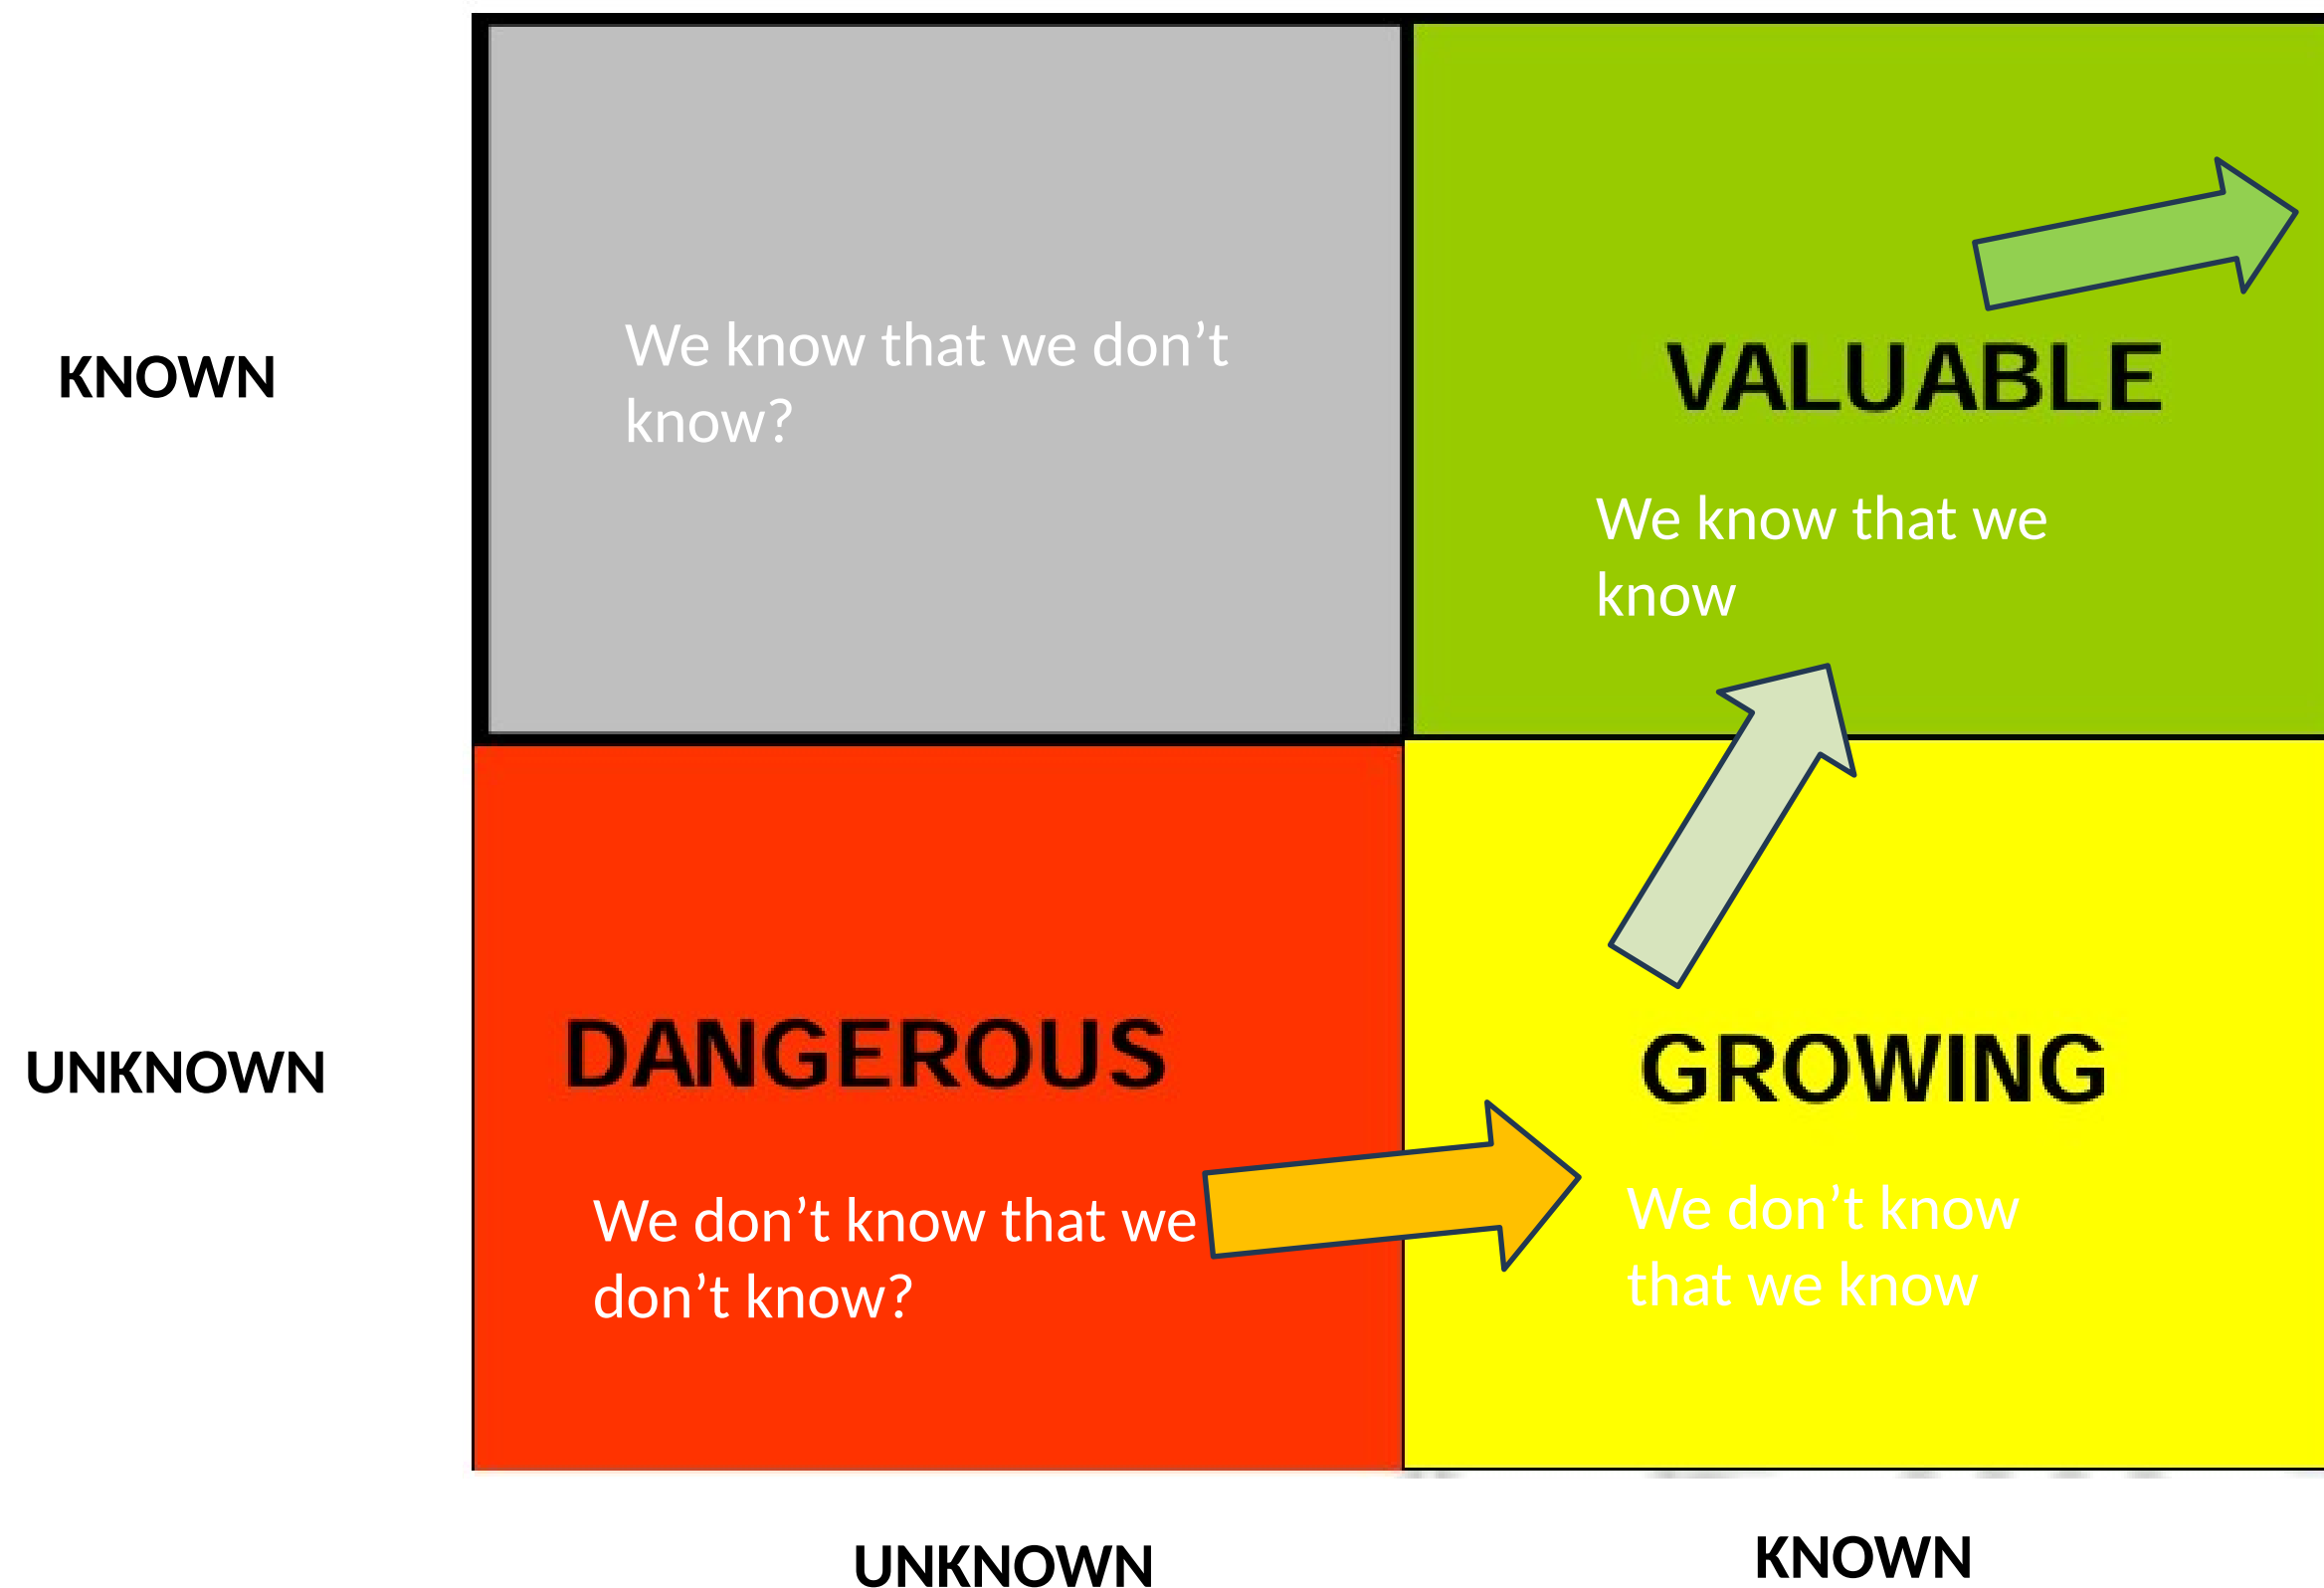 KNOWN
We know that we don’t
know?
VALUABLE
We know that we
know
UNKNOWN
DANGEROUS
We don’t know that we
don’t know?
GROWING
We don’t know
that we know
UNKNOWN
KNOWN